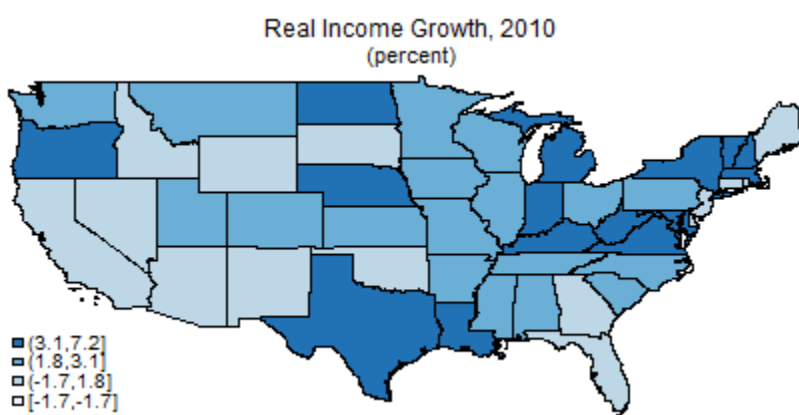 Real Income Growth, 2010
(percent)
(3.1,7.2]
(1.8,3.1]
(-1.7,1.8]
[-1.7,-1.7]